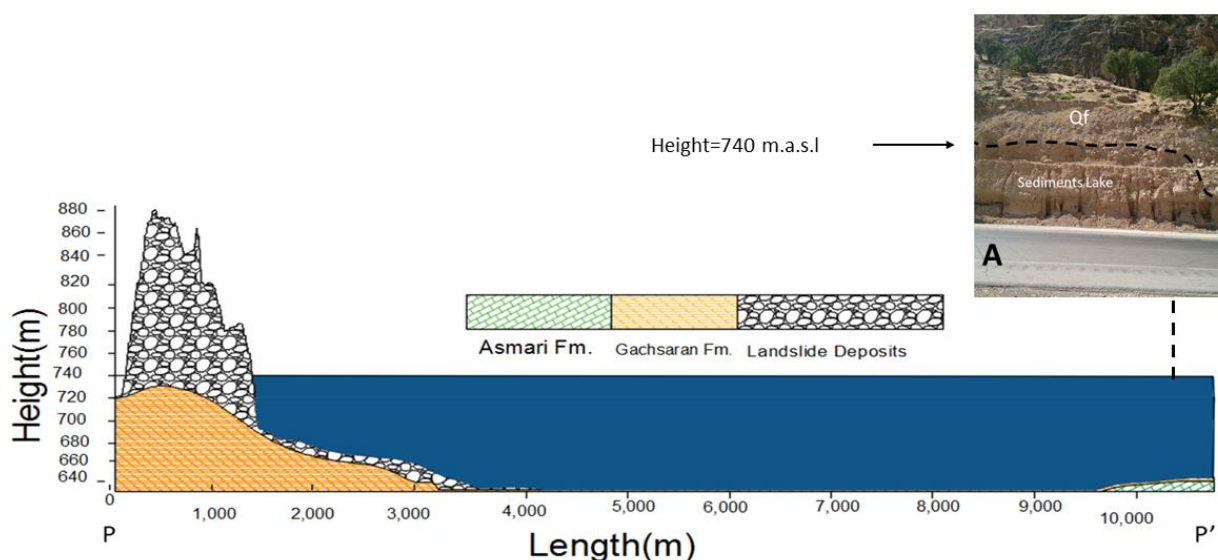 Height=740 m.a.s.l
Qf
Sediments Lake
A
Height(m)
880
860
840
820
800
780
760
740
720
700
680
660
640
Asmari Fm.
Gachsaran Fm.
Landslide Deposits
0
1,000
2,000
3,000
4,000
5,000
6,000
7,000
8,000
9,000
10,000
P
Length(m)
P'